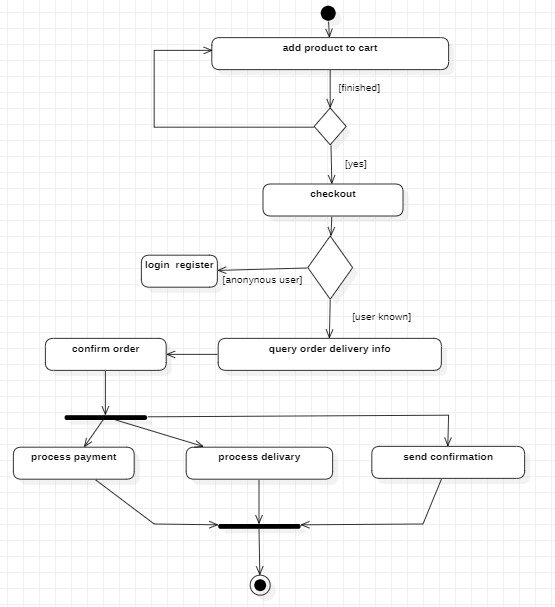 add product to cart
[finished]
[yes]
checkout
login register
[anonynous user]
[user known]
confirm order
query order delivery info
process payment
process delivary
send confirmation